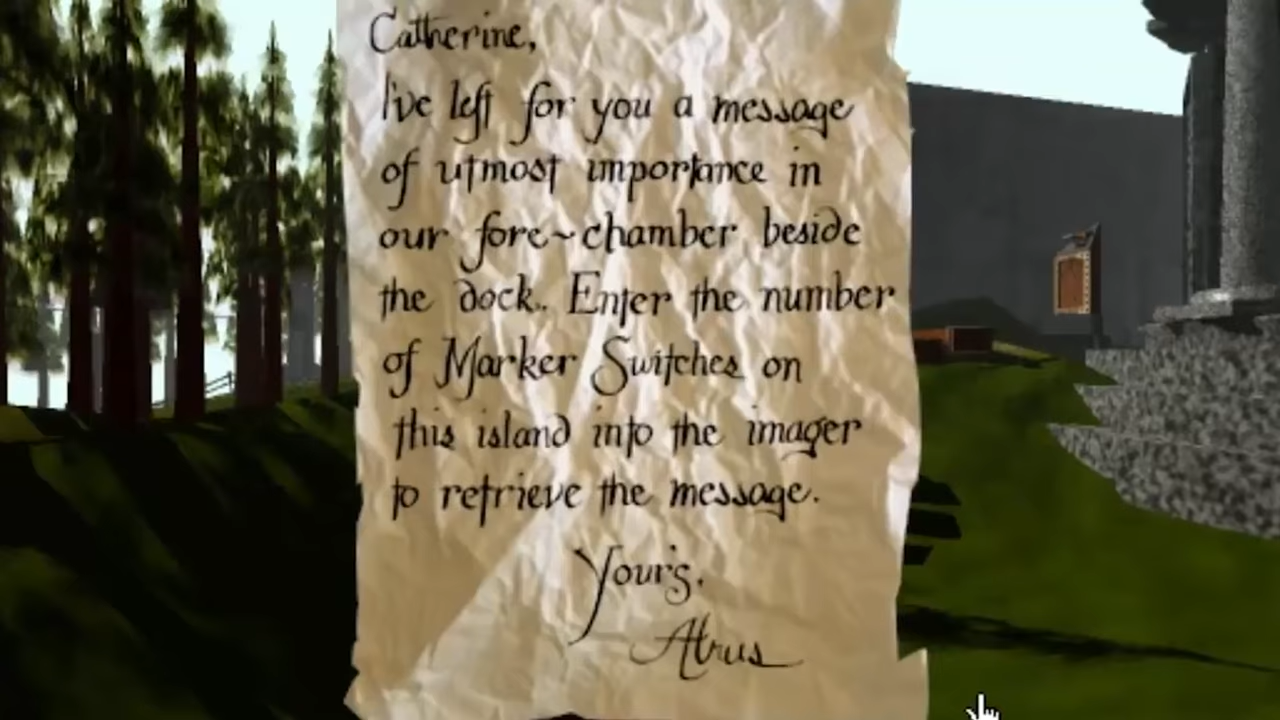 Catherine,
I've left for you a message
of utmost importance in
our fore~chamber beside
the dock. Enter the number
of Marker Switches on
this island into the imager
to retrieve the message.
Your's,
Atrus